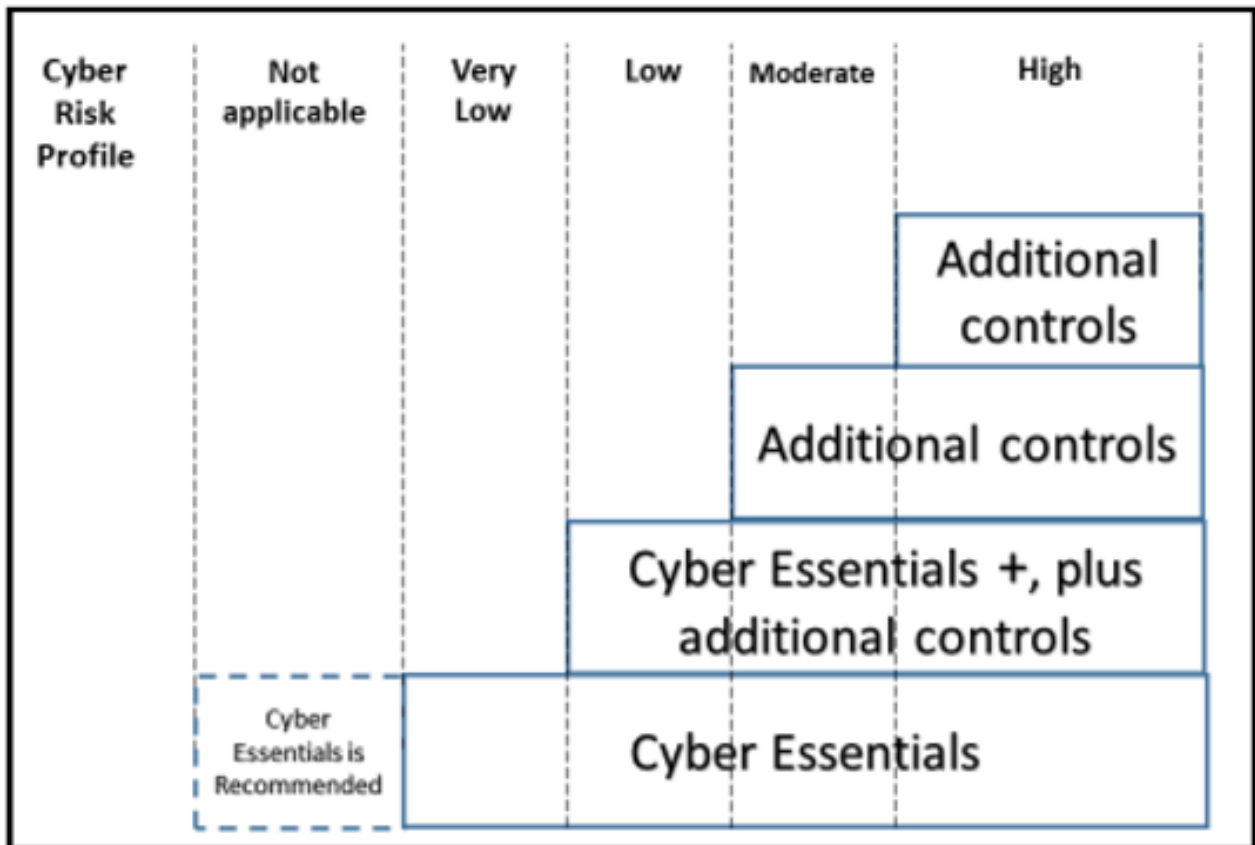 Cyber
Risk
Profile
Not
applicable
Very
Low
Low
Moderate
High
Additional
controls
Additional controls
Cyber Essentials +, plus
additional controls
Cyber
Essentials is
Recommended
Cyber Essentials